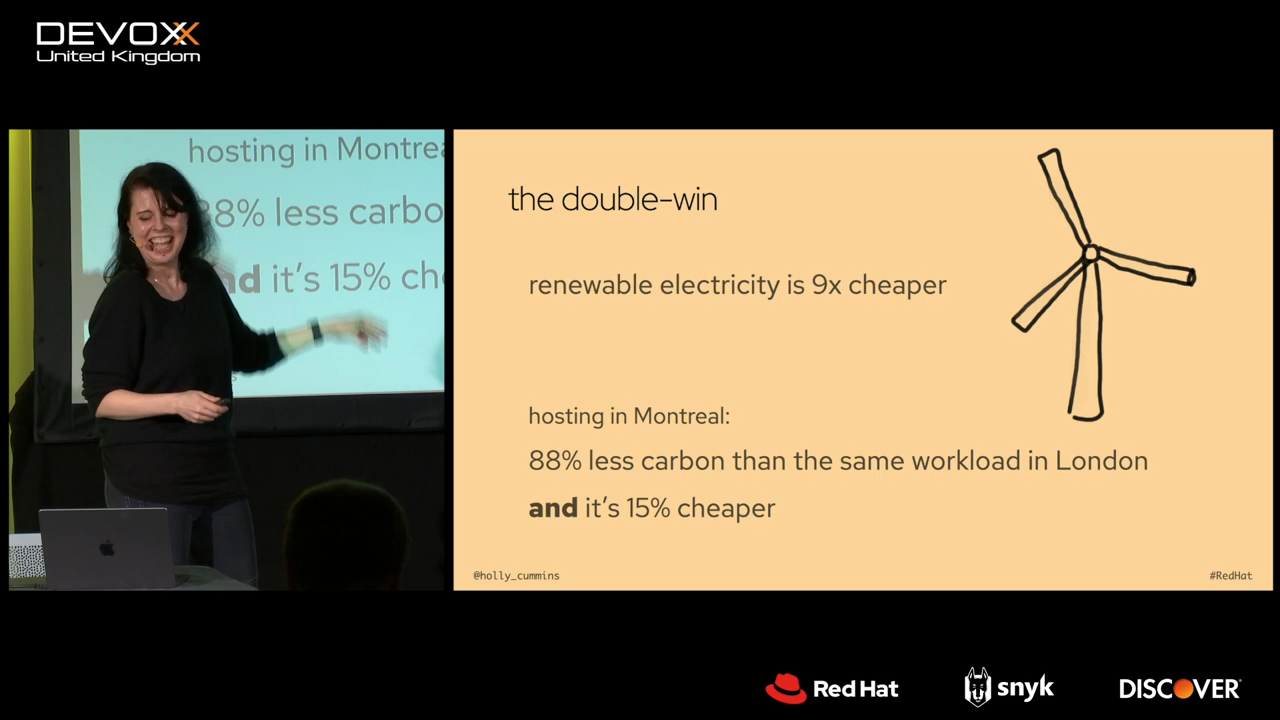 DEVOXX
United Kingdom
hosting in Montrea
88% less carbo
and it's 15% che
the double-win
renewable electricity is 9x cheaper
hosting in Montreal:
88% less carbon than the same workload in London
and it's 15% cheaper
@holly_cummins
#RedHat
Red Hat
snyk
DISCOVER